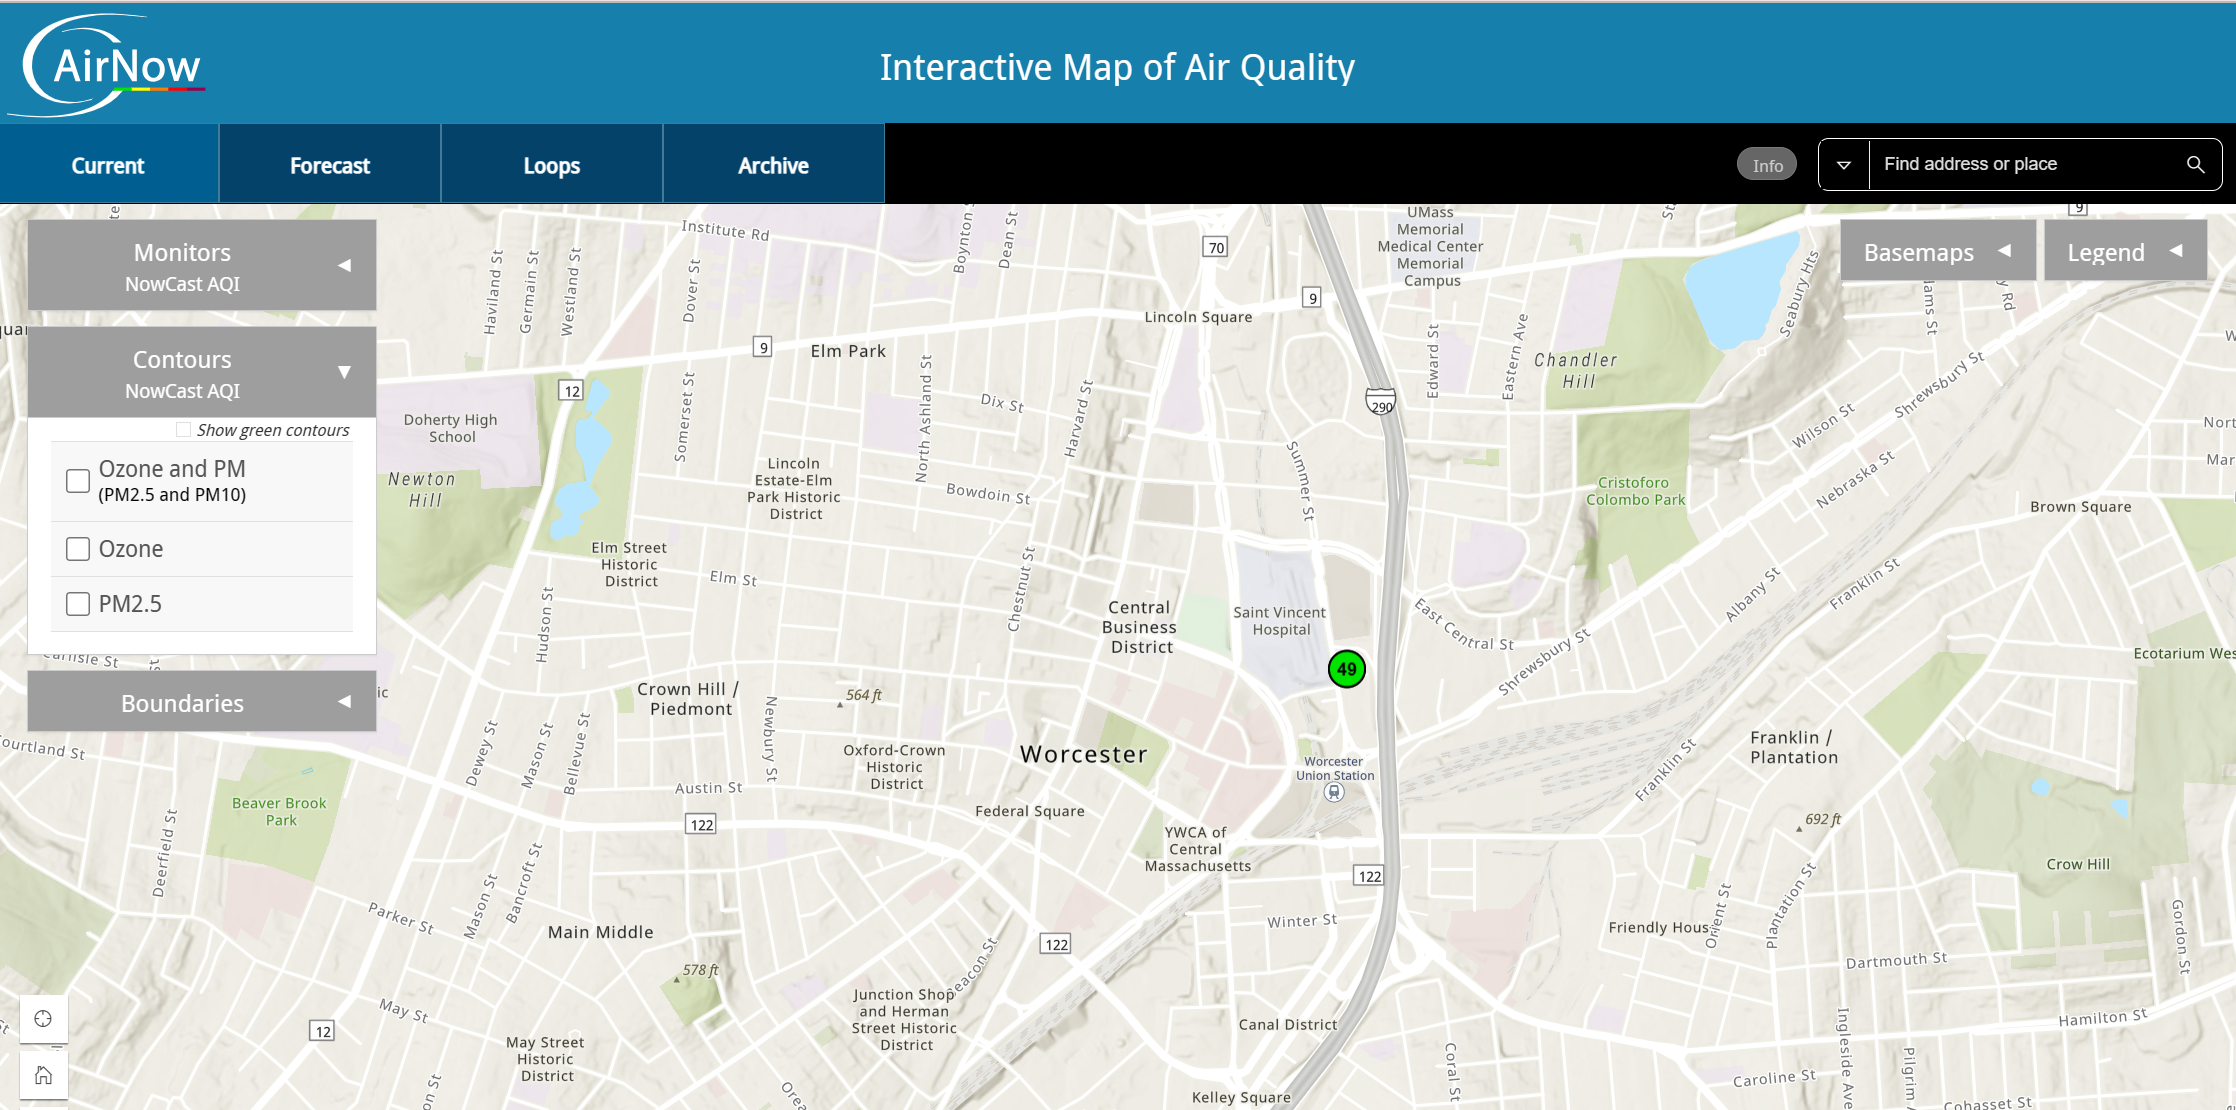 AirNow
Interactive Map of Air Quality
Current
Forecast
Loops
Archive
Info
Find address or place
Monitors
NowCast AQI
Contours
NowCast AQI
Show green contours
Ozone and PM
(PM2.5 and PM10)
Ozone
PM2.5
Boundaries
Basemaps
Legend
Institute Rd
Boynton S
Dean St
70
UMass
Memorial
Medical Center
Memorial
Campus
9
Haviland St
Germain St
Westland St
Dover St
9
Lincoln Square
Seabury Hts
9
Elm Park
Edward St
Eastern Ave
Chandler
Hill
Shrewsbury St
12
Somerset St
North Ashland St
Dix St
Harvard St
290
Doherty High
School
Wilson St
Newton
Hill
Lincoln
Estate-Elm
Park Historic
District
Bowdoin St
Summer St
Nebraska St
Cristoforo
Colombo Park
Brown Square
Elm Street
Historic
District
Elm St
Chestnut St
Hudson St
Central
Business
District
Saint Vincent
Hospital
East Central St
Albany St
Franklin St
Shrewsbury St
Ecotarium Wes
Carlisle St
49
Crown Hill /
Piedmont
564 ft
Newbury St
Dewey St
Mason St
Bellevue St
Oxford-Crown
Historic
District
Worcester
Worcester
Union Station
Franklin /
Plantation
Franklin St
ourtland St
Beaver Brook
Park
Austin St
122
Federal Square
YWCA of
Central
Massachusetts
692 ft
Crow Hill
Deerfield St
Bancroft St
Mason St
Parker St
122
Winter St
Friendly Hous
Orient St
Plantation St
Gordon St
Main Middle
122
Beacon St
578 ft
Dartmouth St
May St
12
Junction Shop
and Herman
Street Historic
District
Canal District
Hamilton St
May Street
Historic
District
Coral St
Ingleside Ave
Pilgrim A
Caroline St
Kelley Square
Cohasset St